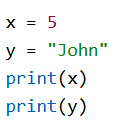 x = 5
y = "John"
print(x)
print(y)